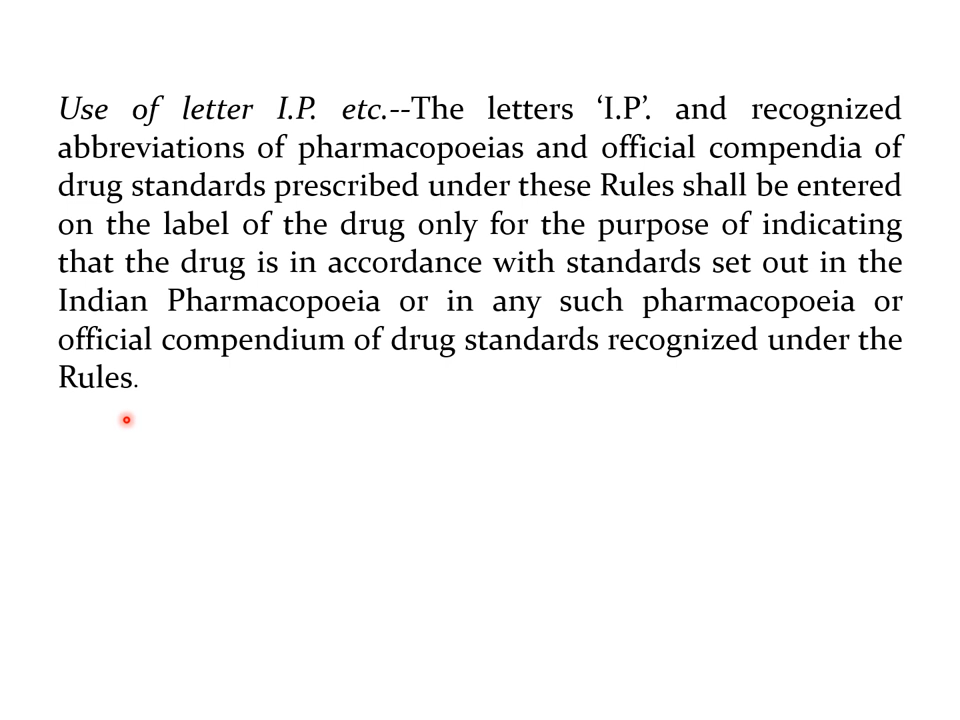 Use of letter I.P. etc.--The letters ‘I.P’. and recognized
abbreviations of pharmacopoeias and official compendia of
drug standards prescribed under these Rules shall be entered
on the label of the drug only for the purpose of indicating
that the drug is in accordance with standards set out in the
Indian Pharmacopoeia or in any such pharmacopoeia or
official compendium of drug standards recognized under the
Rules.